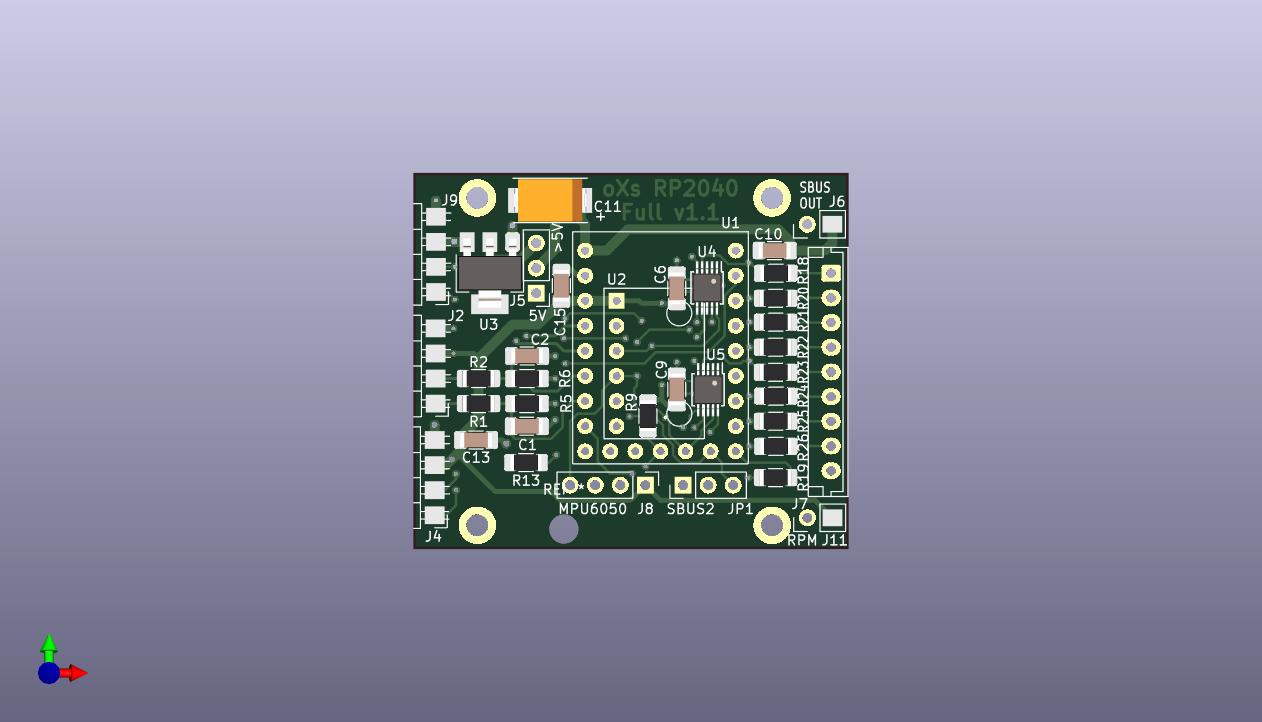 oXs RP2040
Full v1.1
SBUS
OUT
J6
J9
C11
+
U1
C10
>5V
U4
R18
C6
U2
J5
5V
C15
R20
R21
J2
U3
C2
R22
U5
R2
C9
R23
R6
R24
R5
R9
R1
R25
C1
R26
C13
R13
R19
MPU6050
J8
SBUS2
JP1
J7
J4
RPM
J11